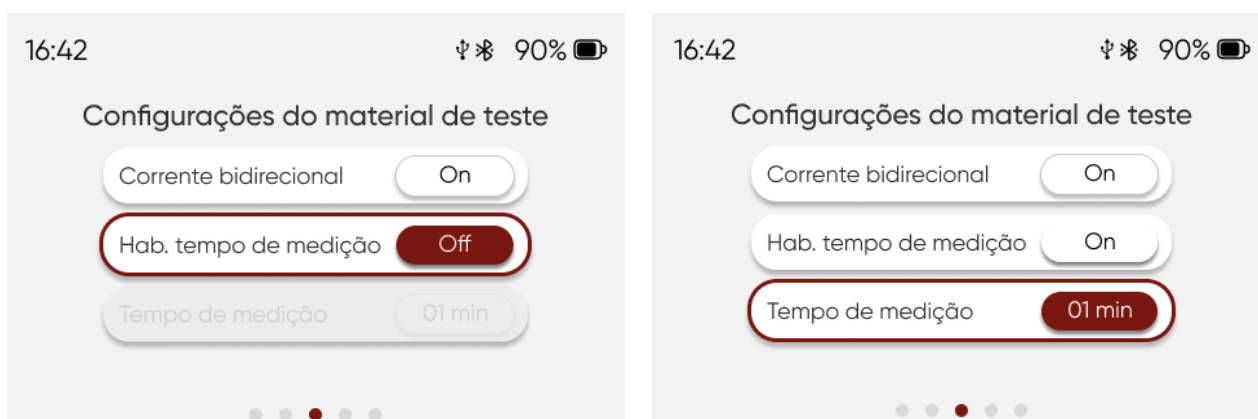 16:42 90%
Configurações do material de teste
Corrente bidirecional On
Hab. tempo de medição Off
Tempo de medição 01 min
16:42 90%
Configurações do material de teste
Corrente bidirecional On
Hab. tempo de medição On
Tempo de medição 01 min